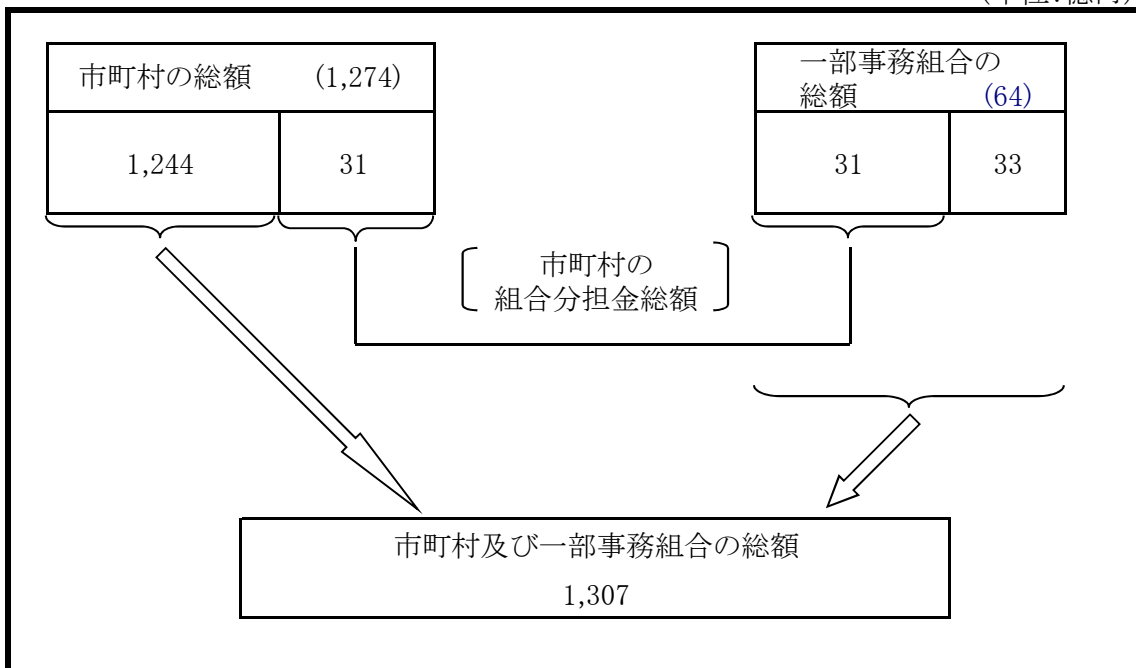 市町村の総額 (1,274)
一部事務組合の
総額 (64)
1,244 31
31 33
市町村の
組合分担金総額
市町村及び一部事務組合の総額
1,307